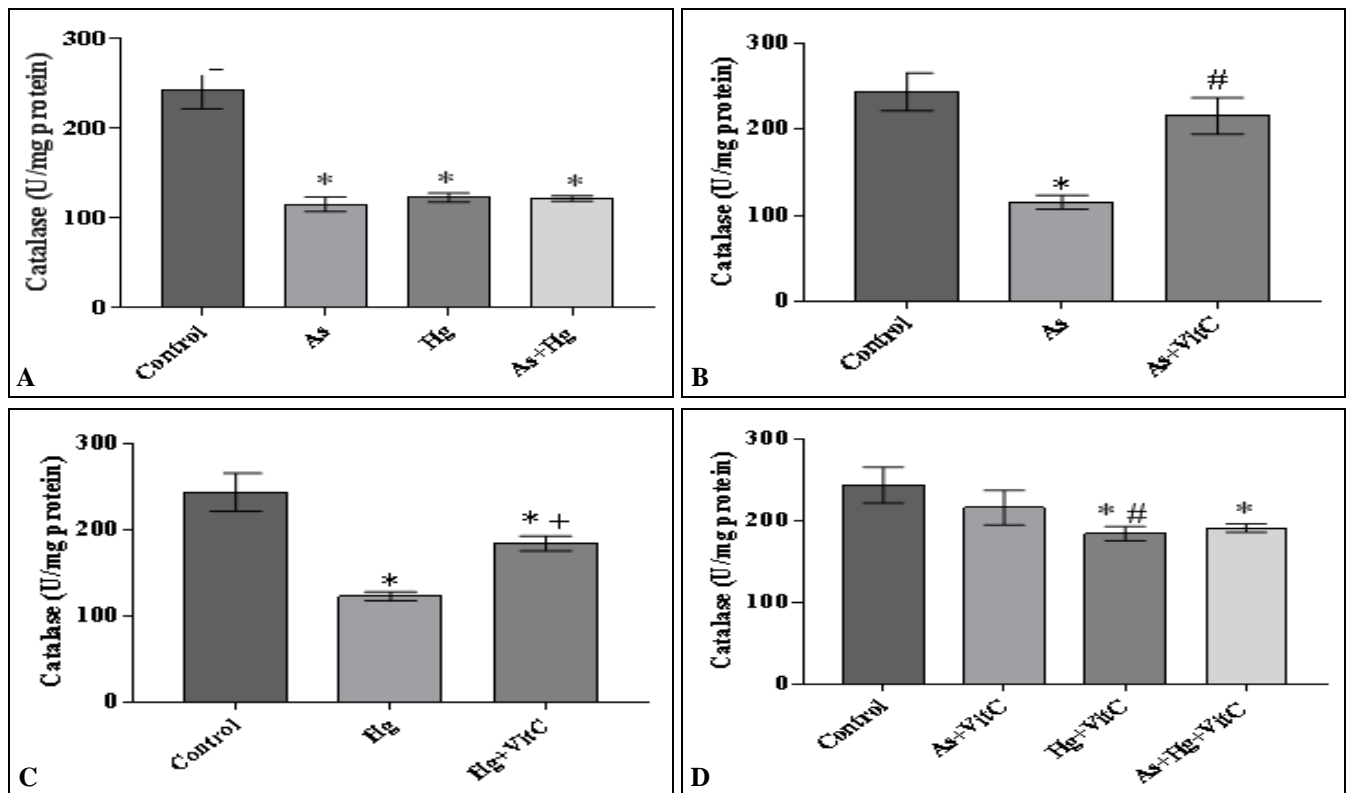 300
200
100
0
Catalase (U/mg protein)
*
*
*
Control
As
Hg
As+Hg
A
300
200
100
0
Catalase (U/mg protein)
*
#
Control
As
As+VitC
B
300
200
100
0
Catalase (U/mg protein)
*
* +
Control
Hg
Hg+VitC
C
300
200
100
0
Catalase (U/mg protein)
* #
*
Control
As+VitC
Hg+VitC
As+Hg+VitC
D